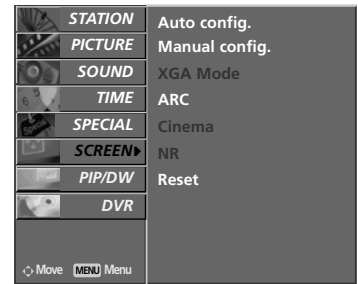 STATION
PICTURE
SOUND
TIME
SPECIAL
SCREEN
PIP/DW
DVR
Move MENU Menu
Auto config.
Manual config.
XGA Mode
ARC
Cinema
NR
Reset